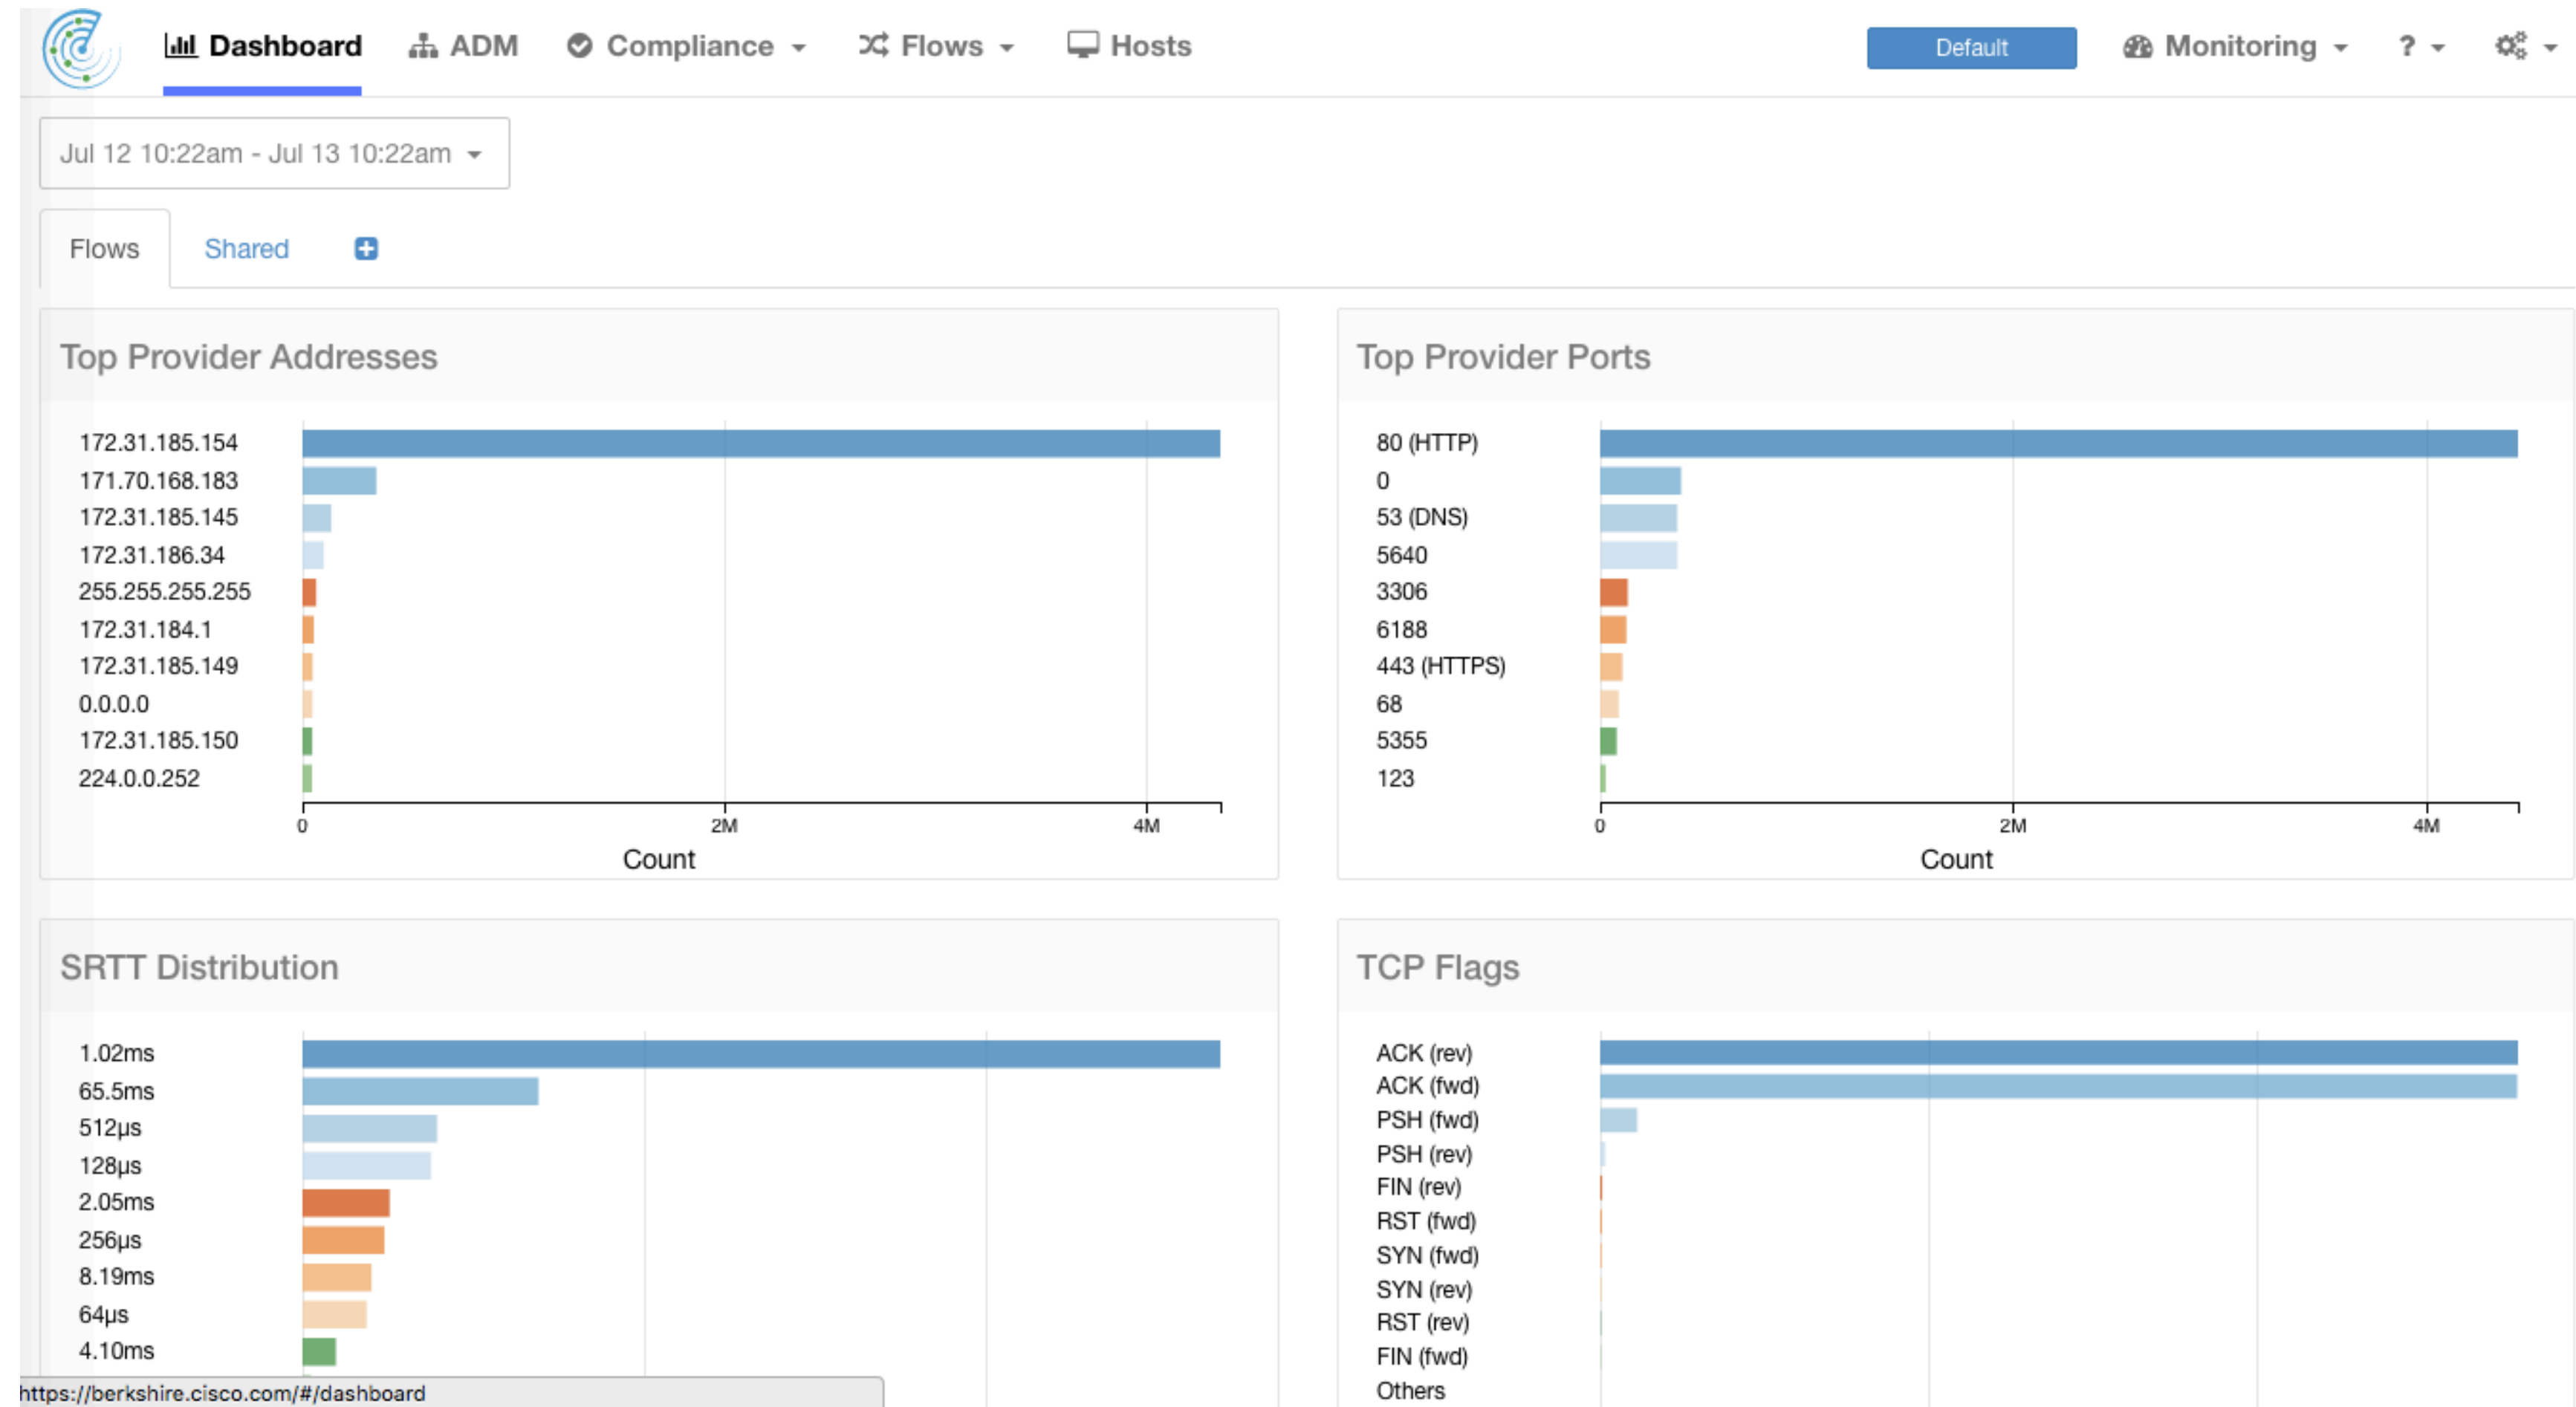 Dashboard ADM Compliance Flows Hosts Default Monitoring ?
Jul 12 10:22am - Jul 13 10:22am
Flows Shared
Top Provider Addresses
172.31.185.154
171.70.168.183
172.31.185.145
172.31.186.34
255.255.255.255
172.31.184.1
172.31.185.149
0.0.0.0
172.31.185.150
224.0.0.252
0 2M 4M
Count
Top Provider Ports
80 (HTTP)
0
53 (DNS)
5640
3306
6188
443 (HTTPS)
68
5355
123
0 2M 4M
Count
SRTT Distribution
1.02ms
65.5ms
512µs
128µs
2.05ms
256µs
8.19ms
64µs
4.10ms
TCP Flags
ACK (rev)
ACK (fwd)
PSH (fwd)
PSH (rev)
FIN (rev)
RST (fwd)
SYN (fwd)
SYN (rev)
RST (rev)
FIN (fwd)
Others
https://berkshire.cisco.com/#/dashboard